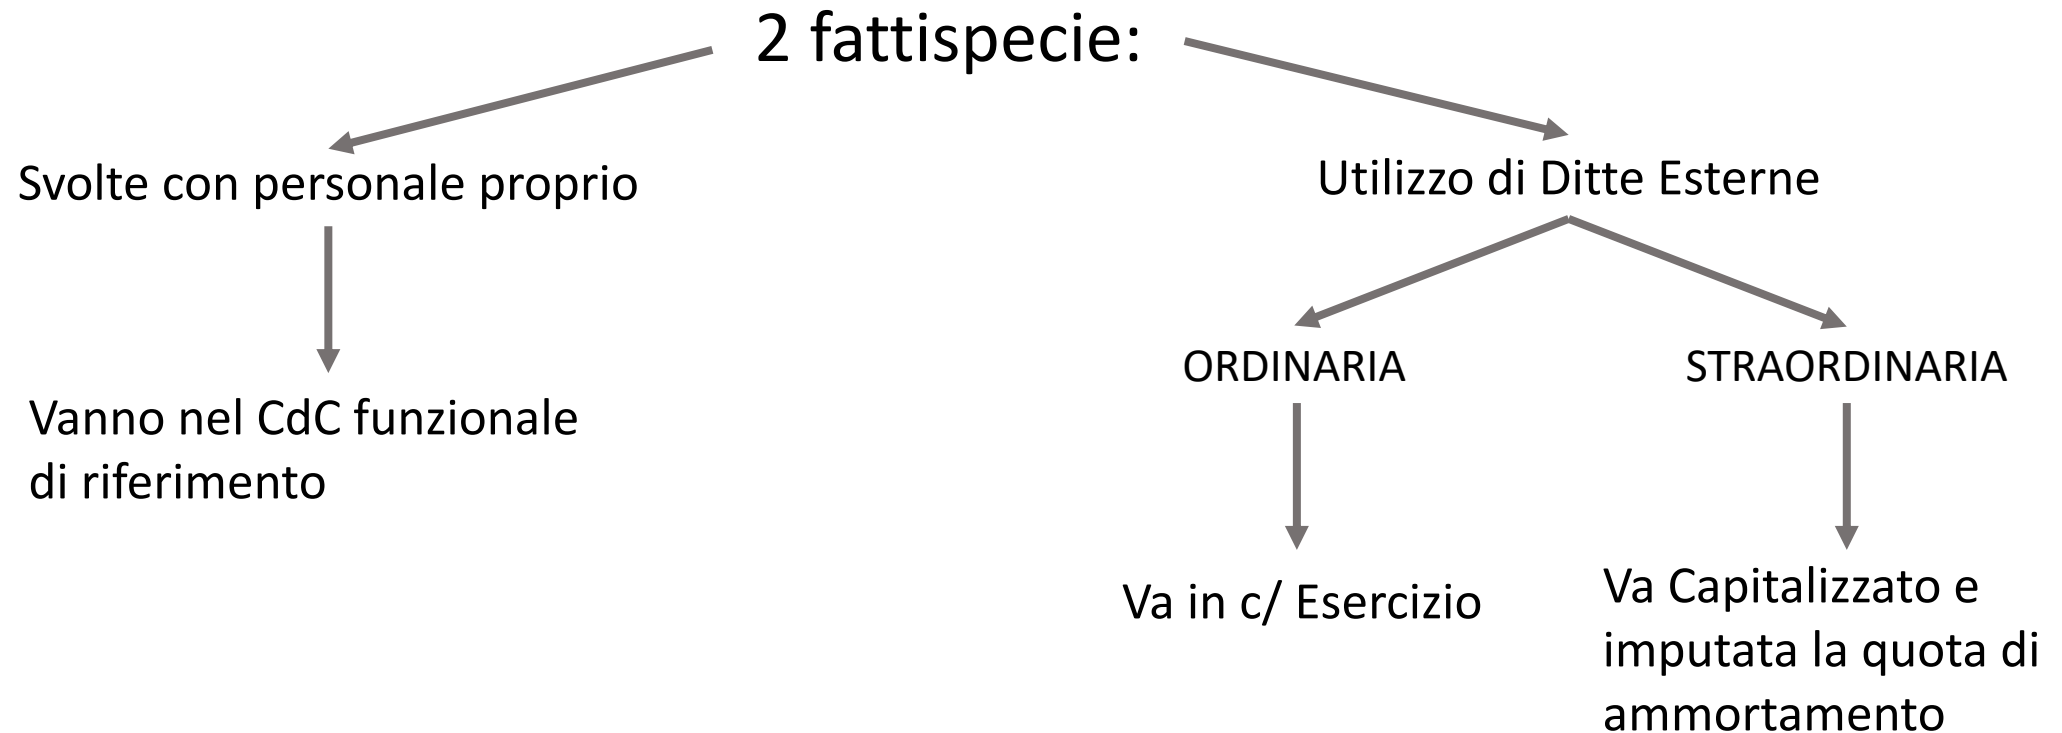 2 fattispecie:
Svolte con personale proprio
Utilizzo di Ditte Esterne
ORDINARIA
STRAORDINARIA
Vanno nel CdC funzionale
di riferimento
Va in c/ Esercizio
Va Capitalizzato e
imputata la quota di
ammortamento